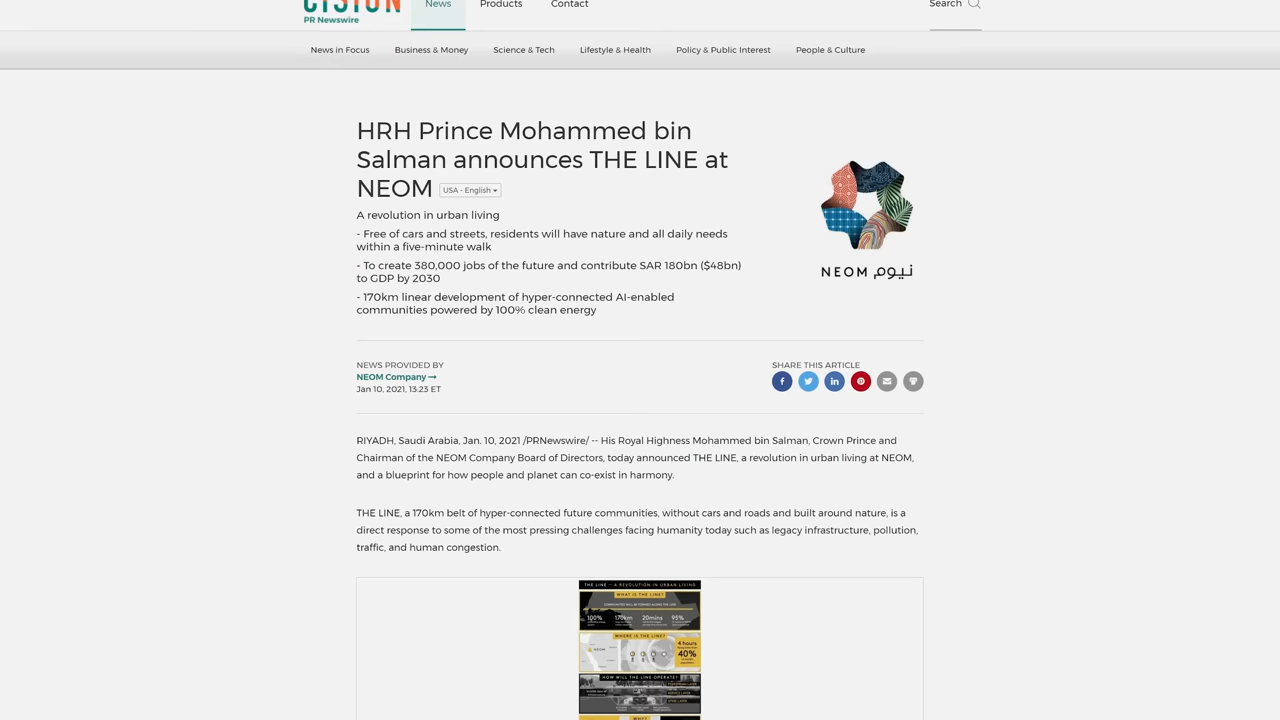 CISION
PR Newswire
News
Products
Contact
Search
News in Focus
Business & Money
Science & Tech
Lifestyle & Health
Policy & Public Interest
People & Culture
HRH Prince Mohammed bin
Salman announces THE LINE at
NEOM USA - English
A revolution in urban living
- Free of cars and streets, residents will have nature and all daily needs
within a five-minute walk
- To create 380,000 jobs of the future and contribute SAR 180bn ($48bn)
to GDP by 2030
- 170km linear development of hyper-connected AI-enabled
communities powered by 100% clean energy
NEOM نيوم
NEWS PROVIDED BY
NEOM Company
Jan 10, 2021, 13:23 ET
SHARE THIS ARTICLE
RIYADH, Saudi Arabia, Jan. 10, 2021 /PRNewswire/ -- His Royal Highness Mohammed bin Salman, Crown Prince and
Chairman of the NEOM Company Board of Directors, today announced THE LINE, a revolution in urban living at NEOM,
and a blueprint for how people and planet can co-exist in harmony.
THE LINE, a 170km belt of hyper-connected future communities, without cars and roads and built around nature, is a
direct response to some of the most pressing challenges facing humanity today such as legacy infrastructure, pollution,
traffic, and human congestion.
THE LINE — A REVOLUTION IN URBAN LIVING
WHAT IS THE LINE?
COMMUNITIES WILL BE FORMED ALONG THE LINE
100%
170km
20mins
95%
WHERE IS THE LINE?
NEOM
4 hours
40%
HOW WILL THE LINE OPERATE?
WHY?